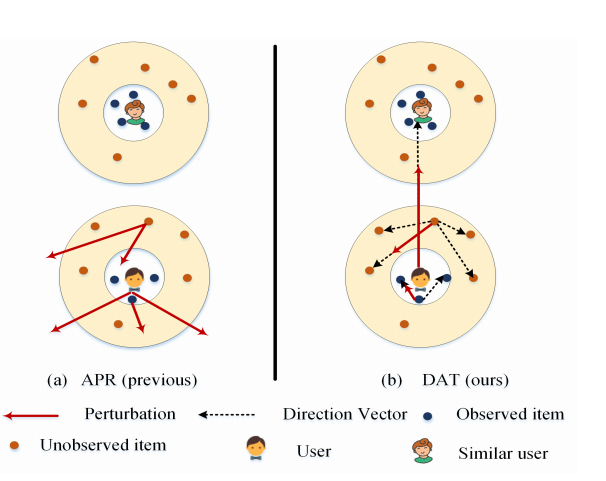 (a) APR (previous)
(b) DAT (ours)
Perturbation
Direction Vector
Observed item
Unobserved item
User
Similar user